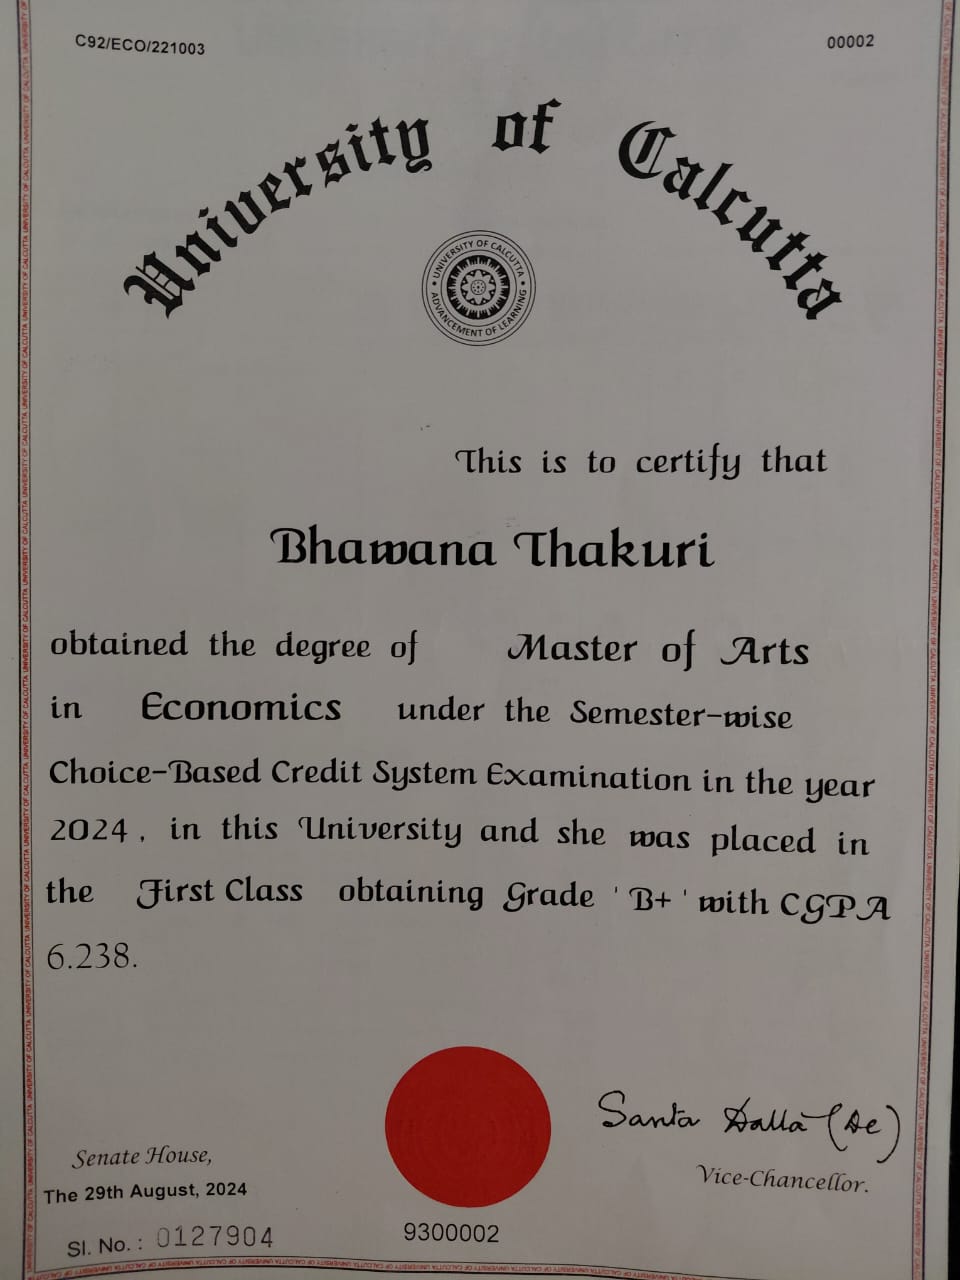 C92/ECO/221003
00002
University of Calcutta
UNIVERSITY OF CALCUTTA
ADVANCEMENT OF LEARNING
This is to certify that
Bhawana Thakuri
obtained the degree of Master of Arts
in Economics under the Semester-wise
Choice-Based Credit System Examination in the year
2024, in this University and she was placed in
the First Class obtaining Grade 'B+' with CGPA
6.238.
Santa Datta (De)
Senate House,
Vice-Chancellor.
The 29th August, 2024
Sl. No. : 0127904
9300002